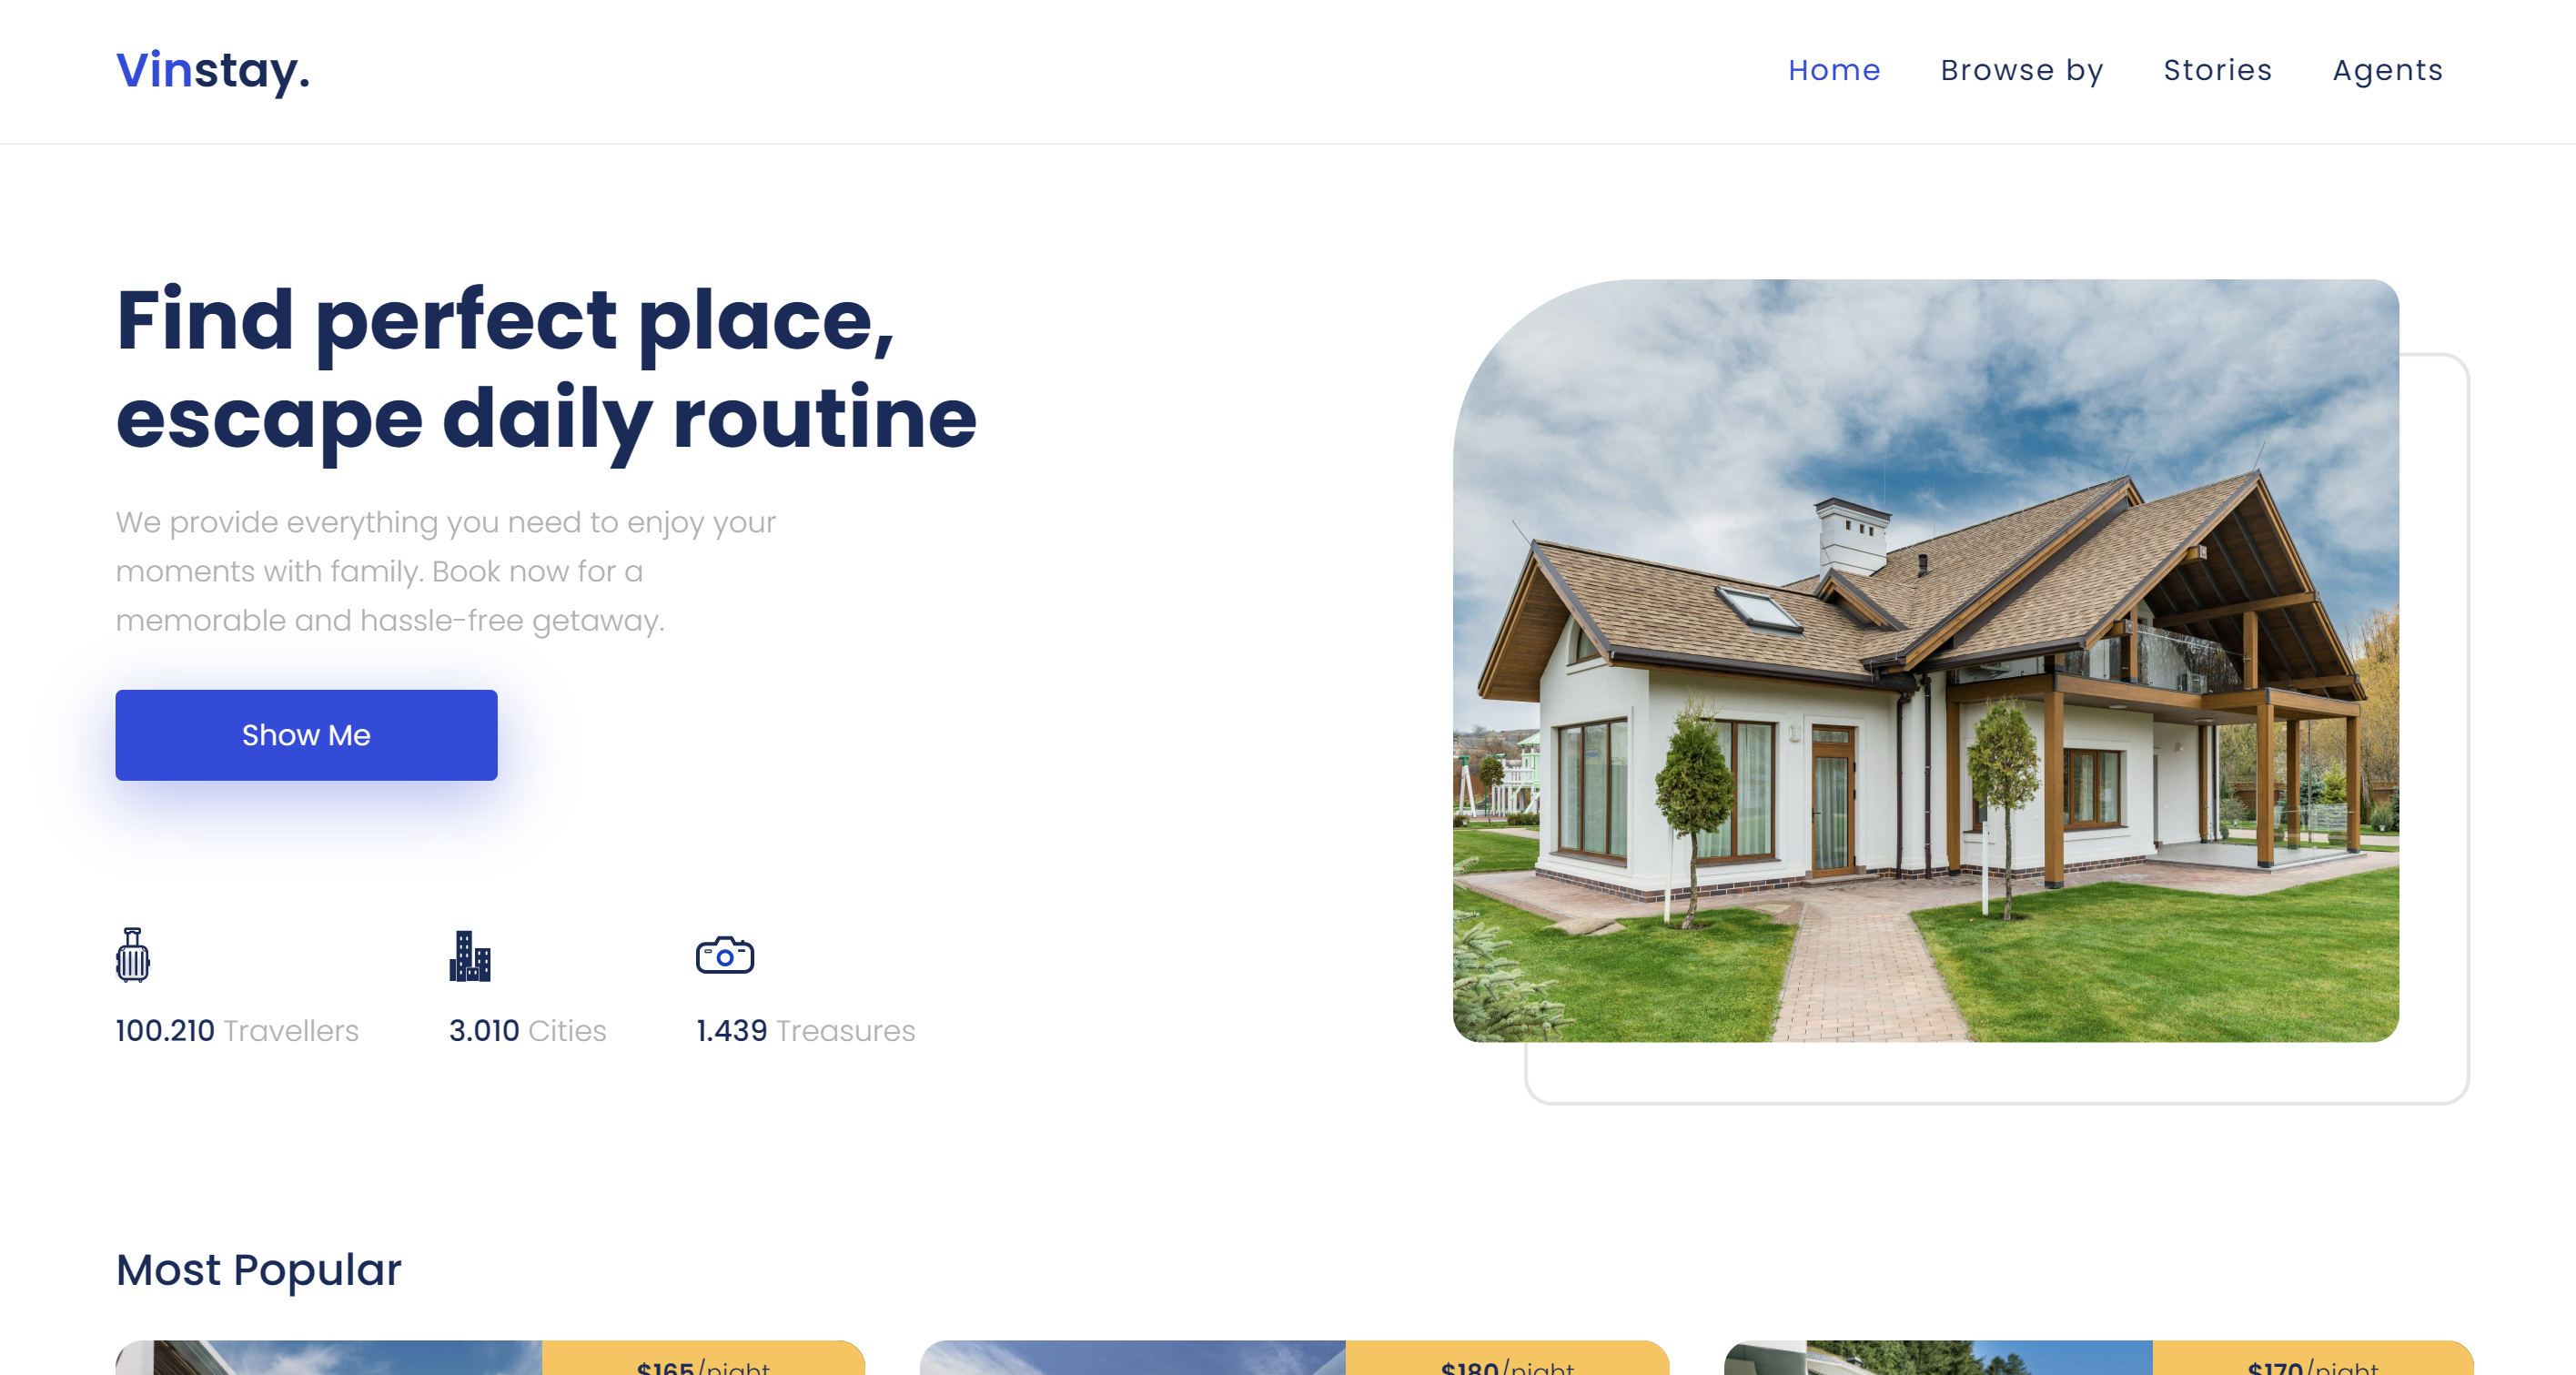 Vinstay.
Home Browse by Stories Agents
Find perfect place,
escape daily routine
We provide everything you need to enjoy your
moments with family. Book now for a
memorable and hassle-free getaway.
Show Me
100.210 Travellers
3.010 Cities
1.439 Treasures
Most Popular
$165/night
$180/night
$170/night